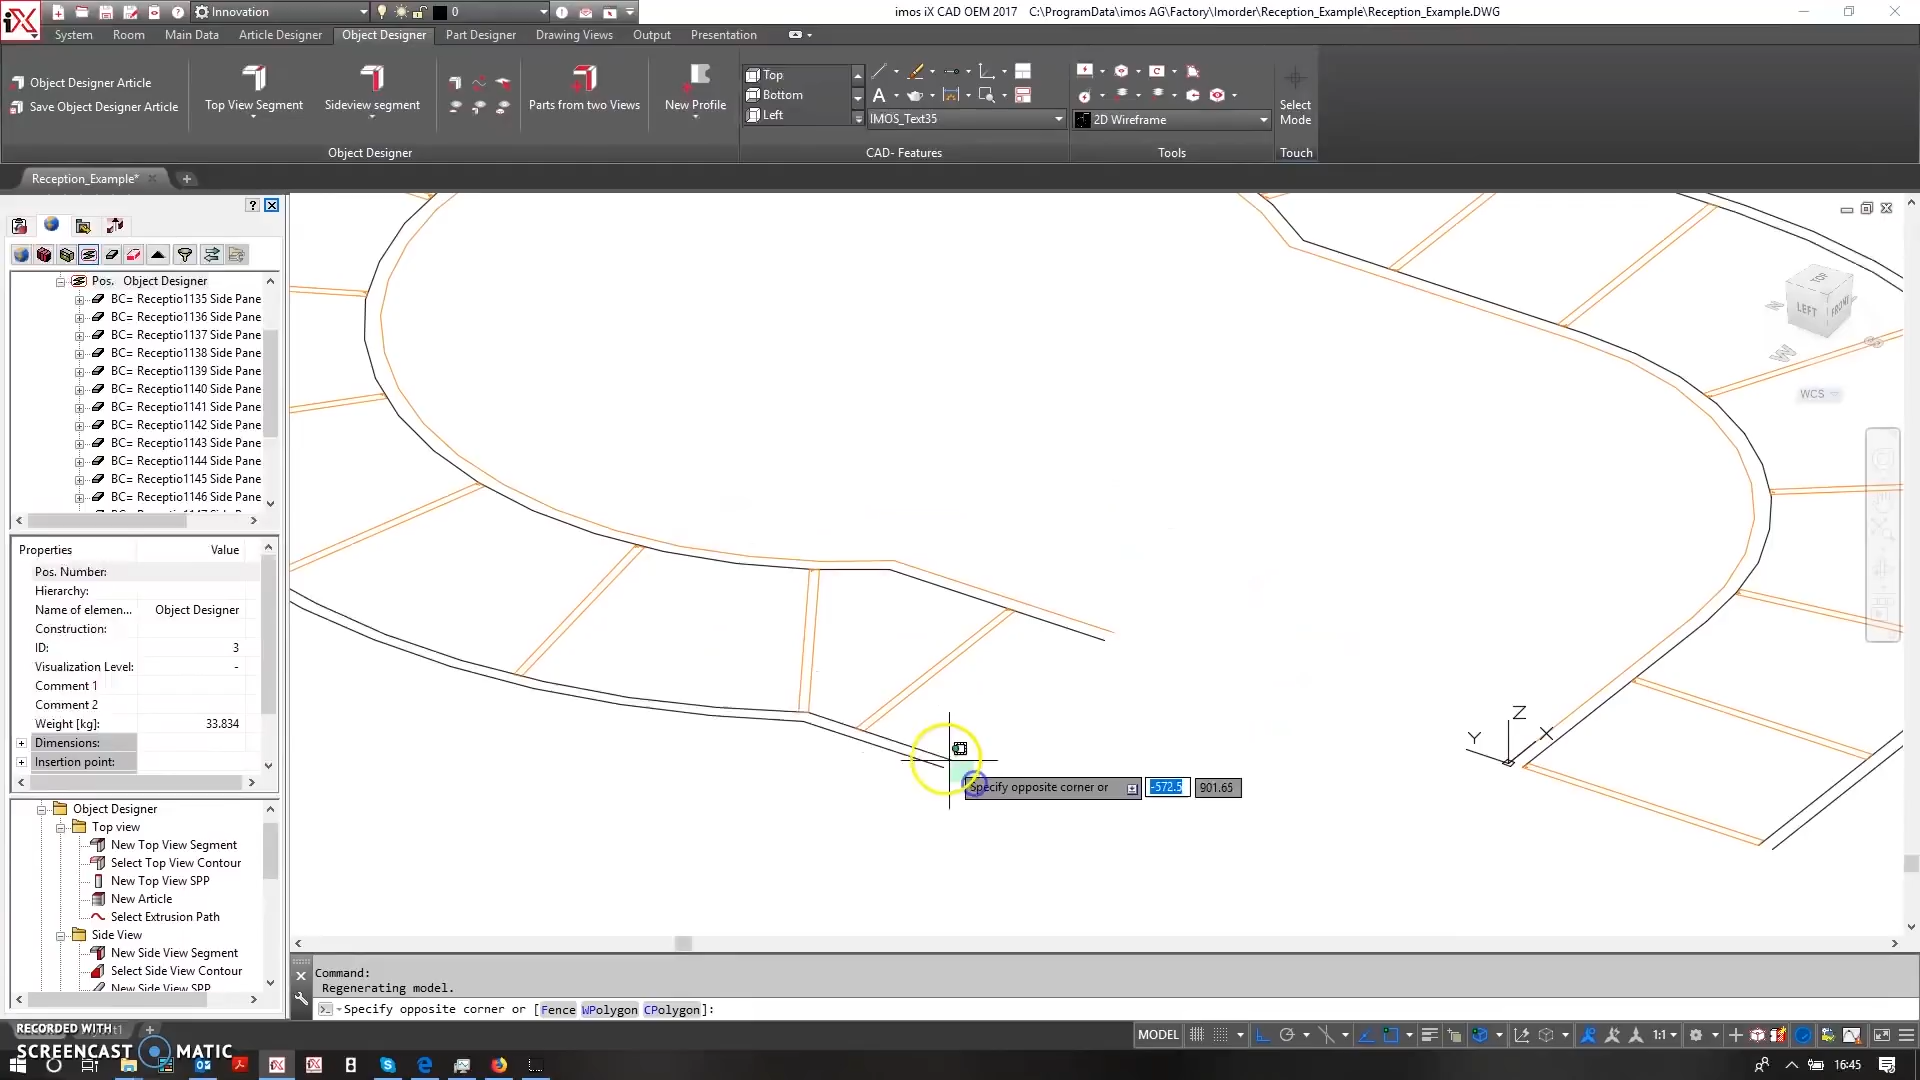 iX
Innovation
0
imos iX CAD OEM 2017 C:\ProgramData\imos AG\Factory\Imorder\Reception_Example\Reception_Example.DWG
System Room Main Data Article Designer Object Designer Part Designer Drawing Views Output Presentation
Object Designer Article
Save Object Designer Article
Top View Segment
Sideview segment
Parts from two Views
New Profile
Top
Bottom
Left
IMOS_Text35
2D Wireframe
Select
Mode
Object Designer
CAD- Features
Tools
Touch
Reception_Example*
Pos. Object Designer
BC= Receptio1135 Side Pane
BC= Receptio1136 Side Pane
BC= Receptio1137 Side Pane
BC= Receptio1138 Side Pane
BC= Receptio1139 Side Pane
BC= Receptio1140 Side Pane
BC= Receptio1141 Side Pane
BC= Receptio1142 Side Pane
BC= Receptio1143 Side Pane
BC= Receptio1144 Side Pane
BC= Receptio1145 Side Pane
BC= Receptio1146 Side Pane
Properties Value
Pos. Number:
Hierarchy:
Name of elemen... Object Designer
Construction:
ID: 3
Visualization Level: -
Comment 1
Comment 2
Weight [kg]: 33.834
Dimensions:
Insertion point:
Object Designer
Top view
New Top View Segment
Select Top View Contour
New Top View SPP
New Article
Select Extrusion Path
Side View
New Side View Segment
Select Side View Contour
New Side View SPP
TOP
LEFT
FRONT
N
W
WCS
Z
Y
X
Specify opposite corner or -572.5 901.65
Command:
Regenerating model.
Specify opposite corner or [Fence WPolygon CPolygon]:
MODEL
1:1
RECORDED WITH
SCREENCAST MATIC
16:45